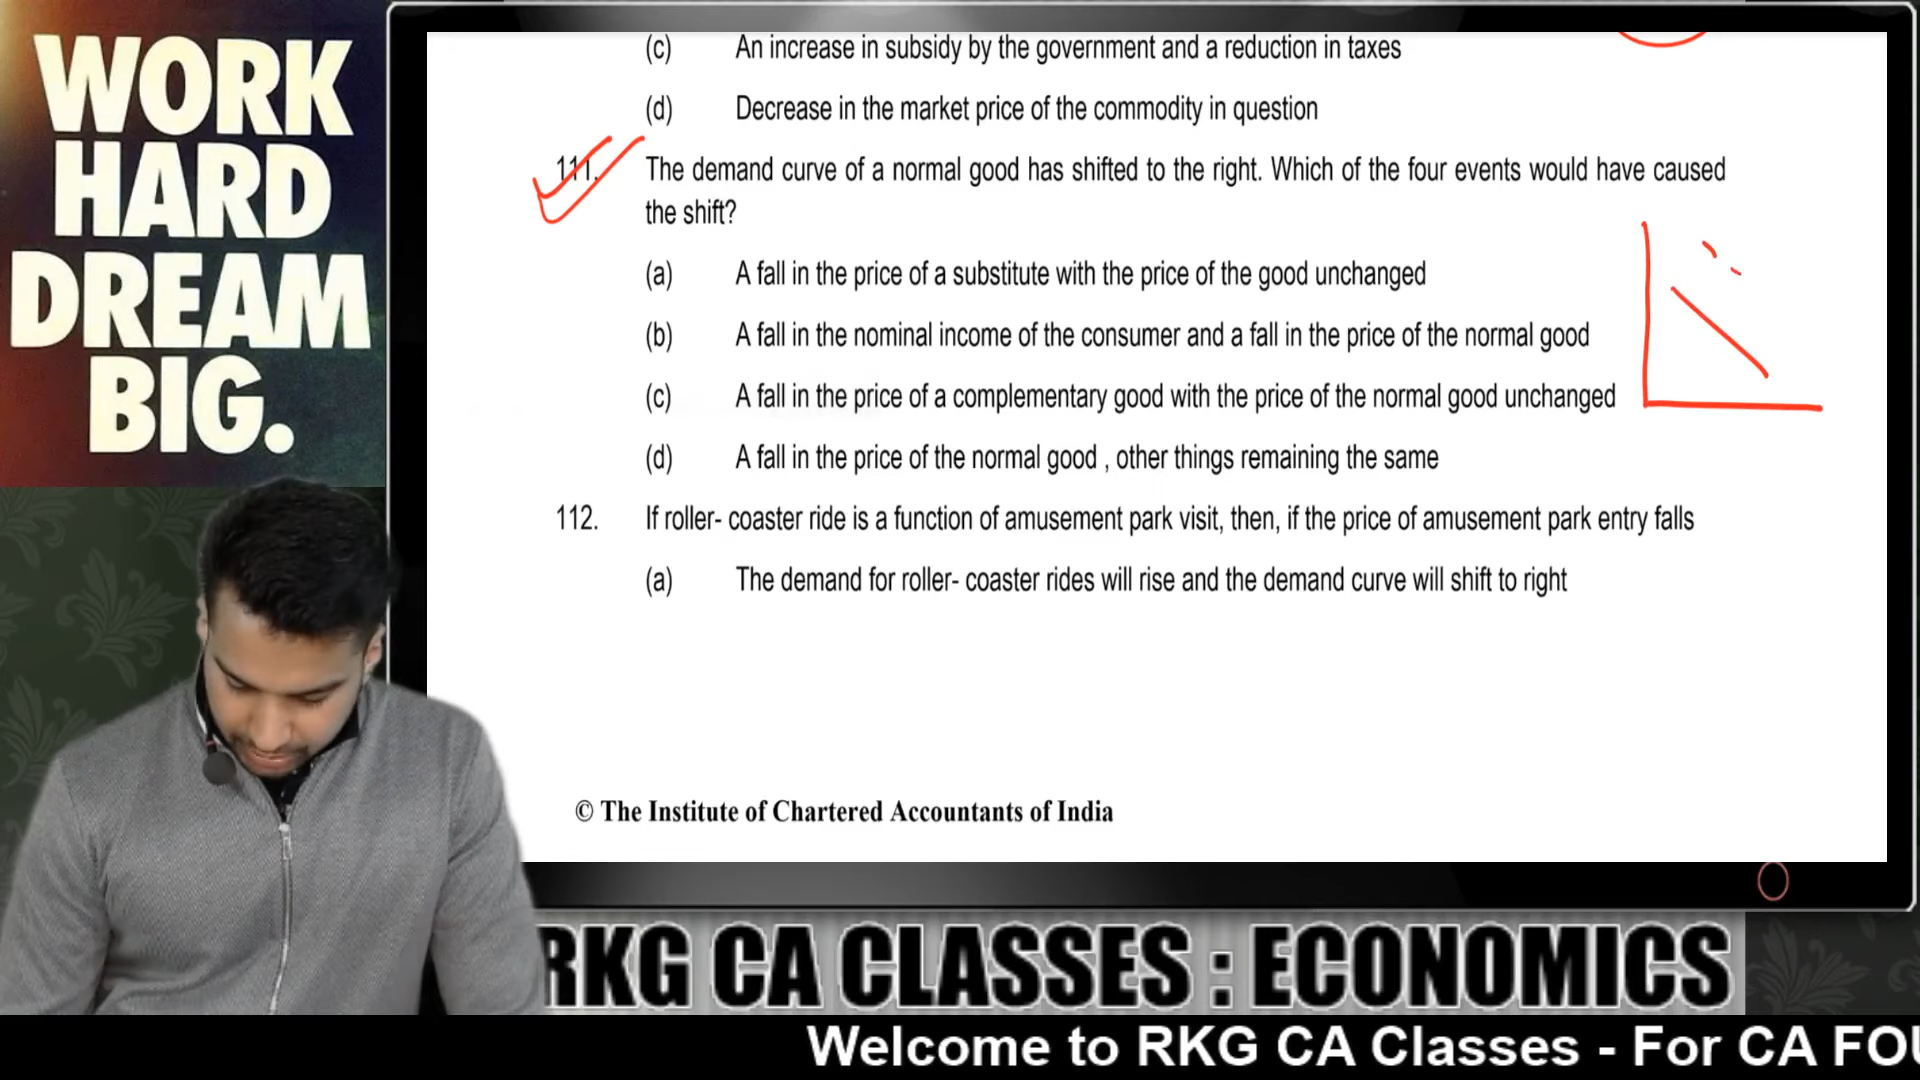 WORK
HARD
DREAM
BIG.
(c) An increase in subsidy by the government and a reduction in taxes
(d) Decrease in the market price of the commodity in question
111. The demand curve of a normal good has shifted to the right. Which of the four events would have caused
the shift?
(a) A fall in the price of a substitute with the price of the good unchanged
(b) A fall in the nominal income of the consumer and a fall in the price of the normal good
(c) A fall in the price of a complementary good with the price of the normal good unchanged
(d) A fall in the price of the normal good , other things remaining the same
112. If roller- coaster ride is a function of amusement park visit, then, if the price of amusement park entry falls
(a) The demand for roller- coaster rides will rise and the demand curve will shift to right
© The Institute of Chartered Accountants of India
RKG CA CLASSES : ECONOMICS
Welcome to RKG CA Classes - For CA FOU